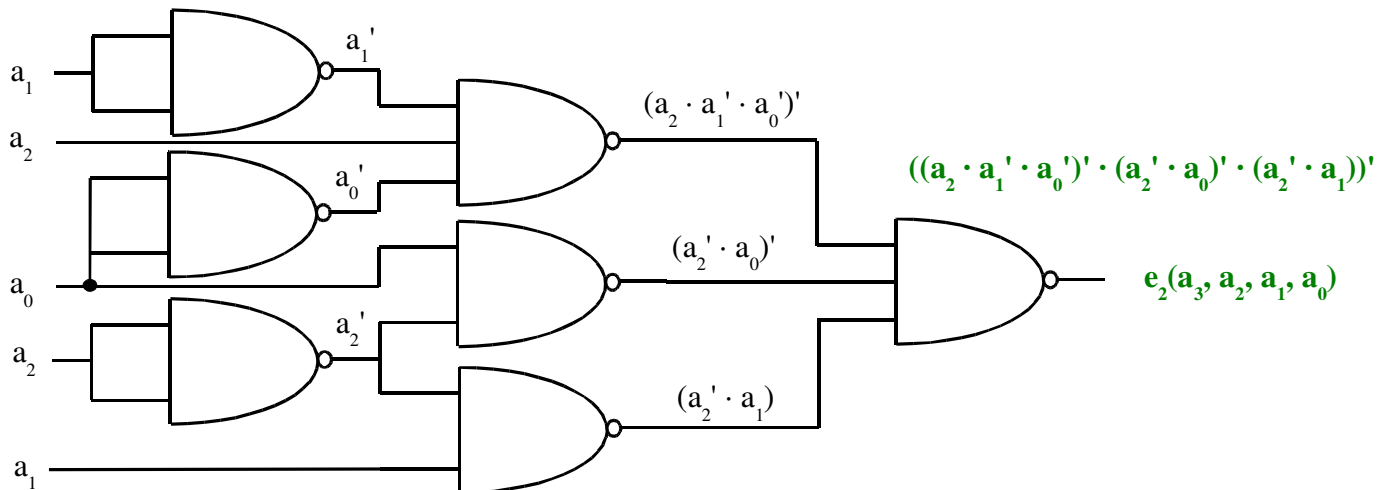 a₁'
a₁
(a₂ · a₁' · a₀')'
a₂
((a₂ · a₁' · a₀')' · (a₂' · a₀)' · (a₂' · a₁))'
a₀'
(a₂' · a₀)'
a₀
e₂(a₃, a₂, a₁, a₀)
a₂'
a₂
(a₂' · a₁)
a₁